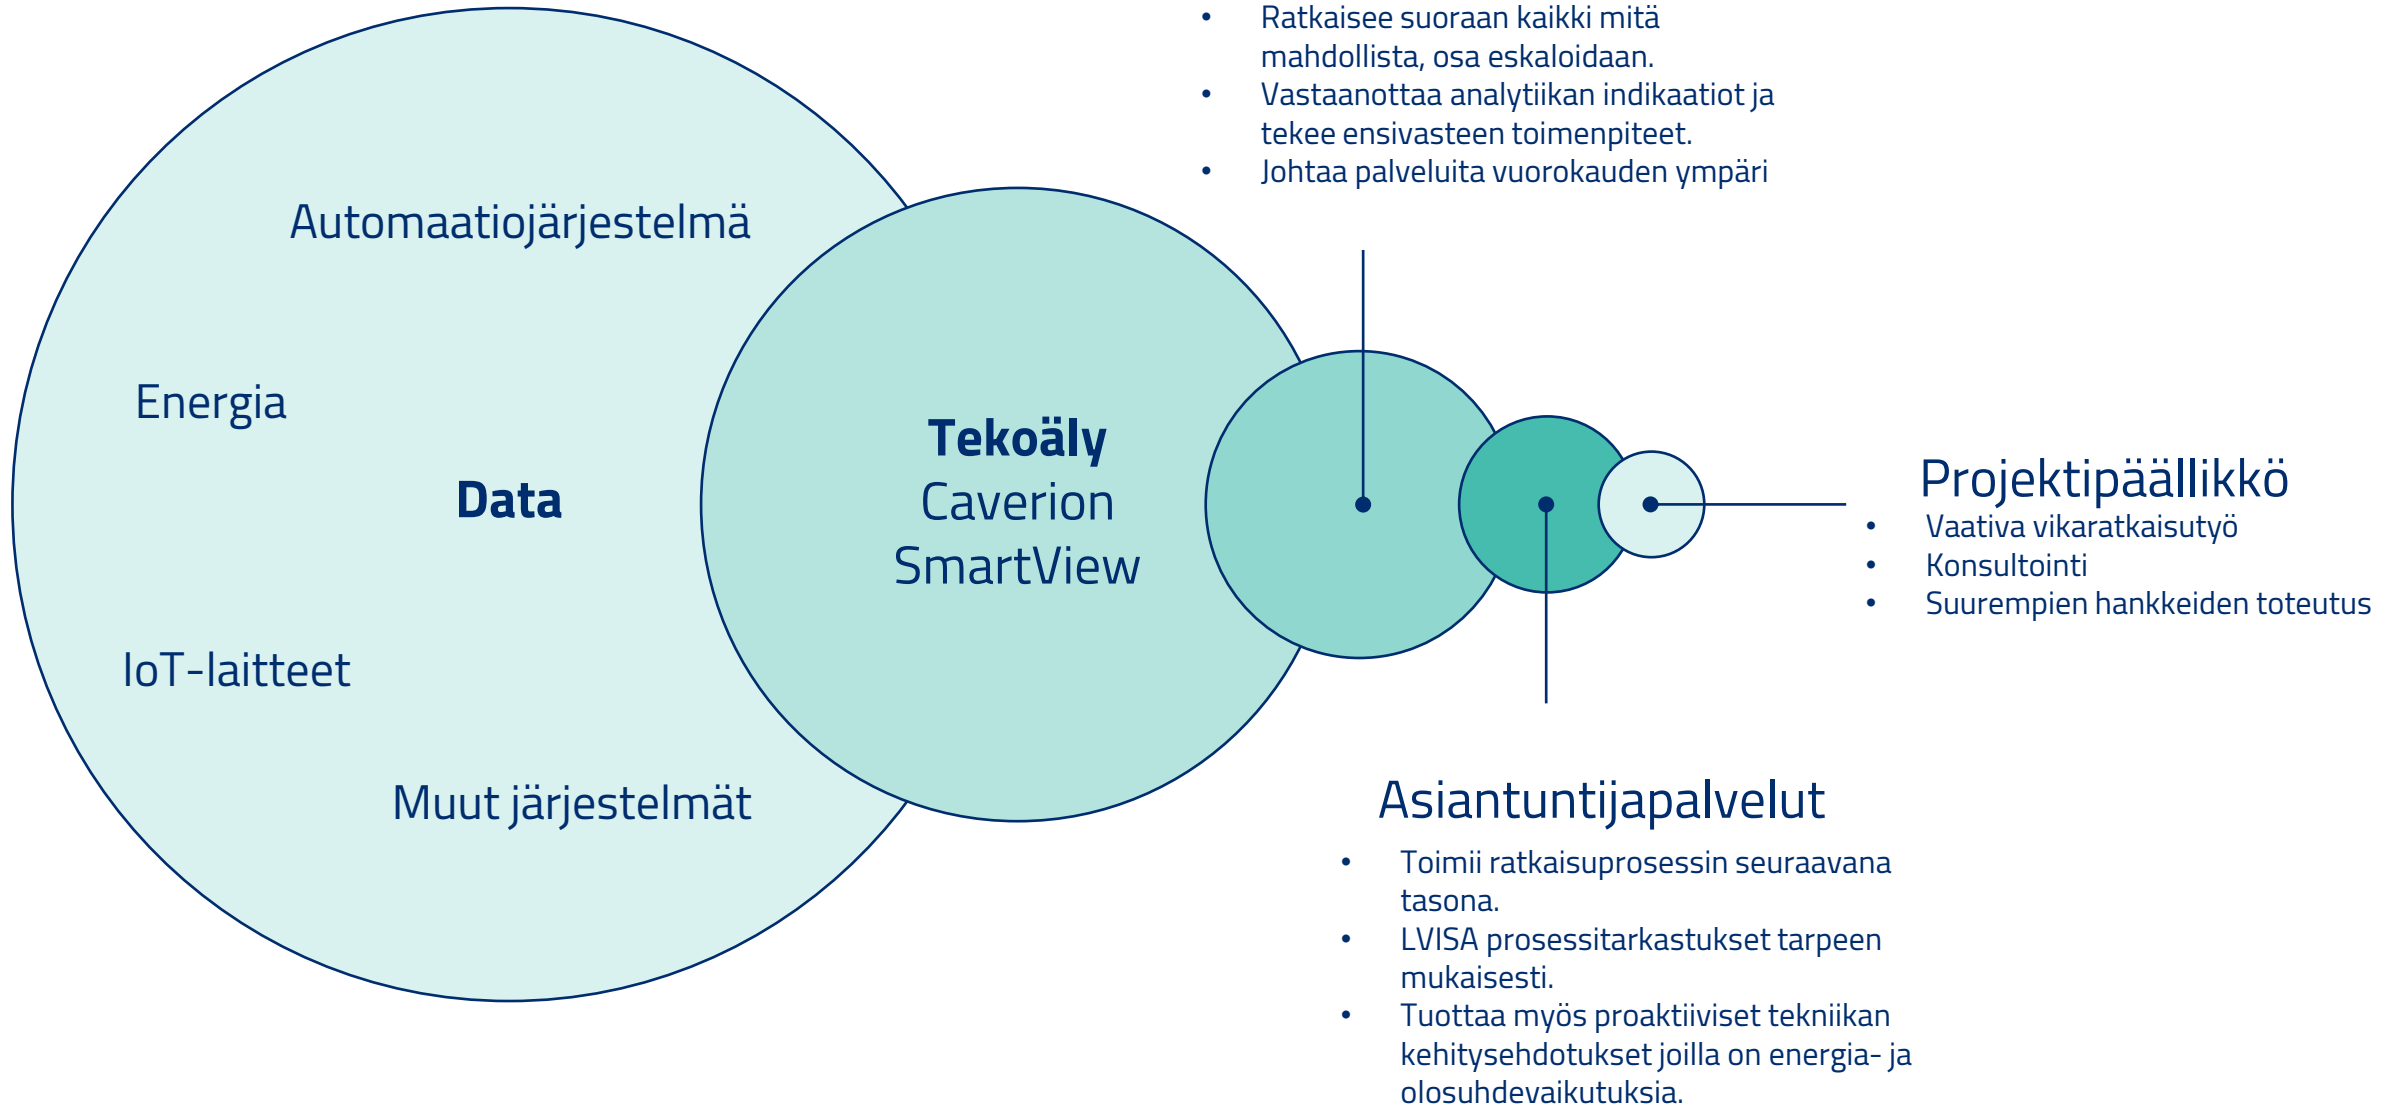 • Ratkaisee suoraan kaikki mitä
mahdollista, osa eskaloidaan.
• Vastaanottaa analytiikan indikaatiot ja
tekee ensivasteen toimenpiteet.
• Johtaa palveluita vuorokauden ympäri
Automaatiojärjestelmä
Energia
Data
IoT-laitteet
Muut järjestelmät
Tekoäly
Caverion
SmartView
Projektipäällikkö
• Vaativa vikaratkaisutyö
• Konsultointi
• Suurempien hankkeiden toteutus
Asiantuntijapalvelut
• Toimii ratkaisuprosessin seuraavana
tasona.
• LVISA prosessitarkastukset tarpeen
mukaisesti.
• Tuottaa myös proaktiiviset tekniikan
kehitysehdotukset joilla on energia- ja
olosuhdevaikutuksia.